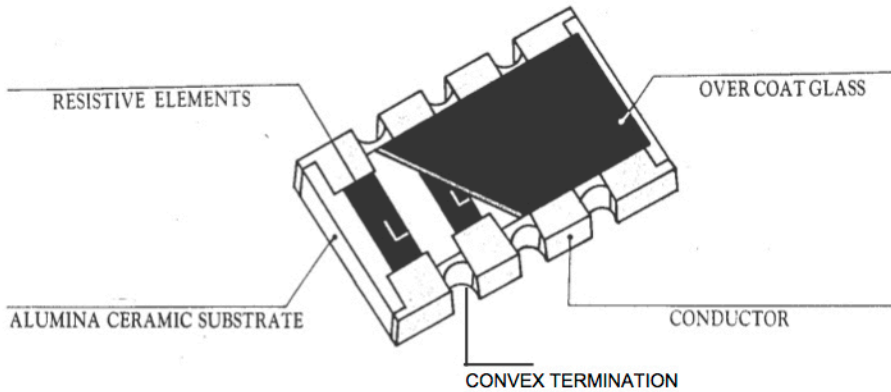 RESISTIVE ELEMENTS
OVER COAT GLASS
ALUMINA CERAMIC SUBSTRATE
CONDUCTOR
CONVEX TERMINATION